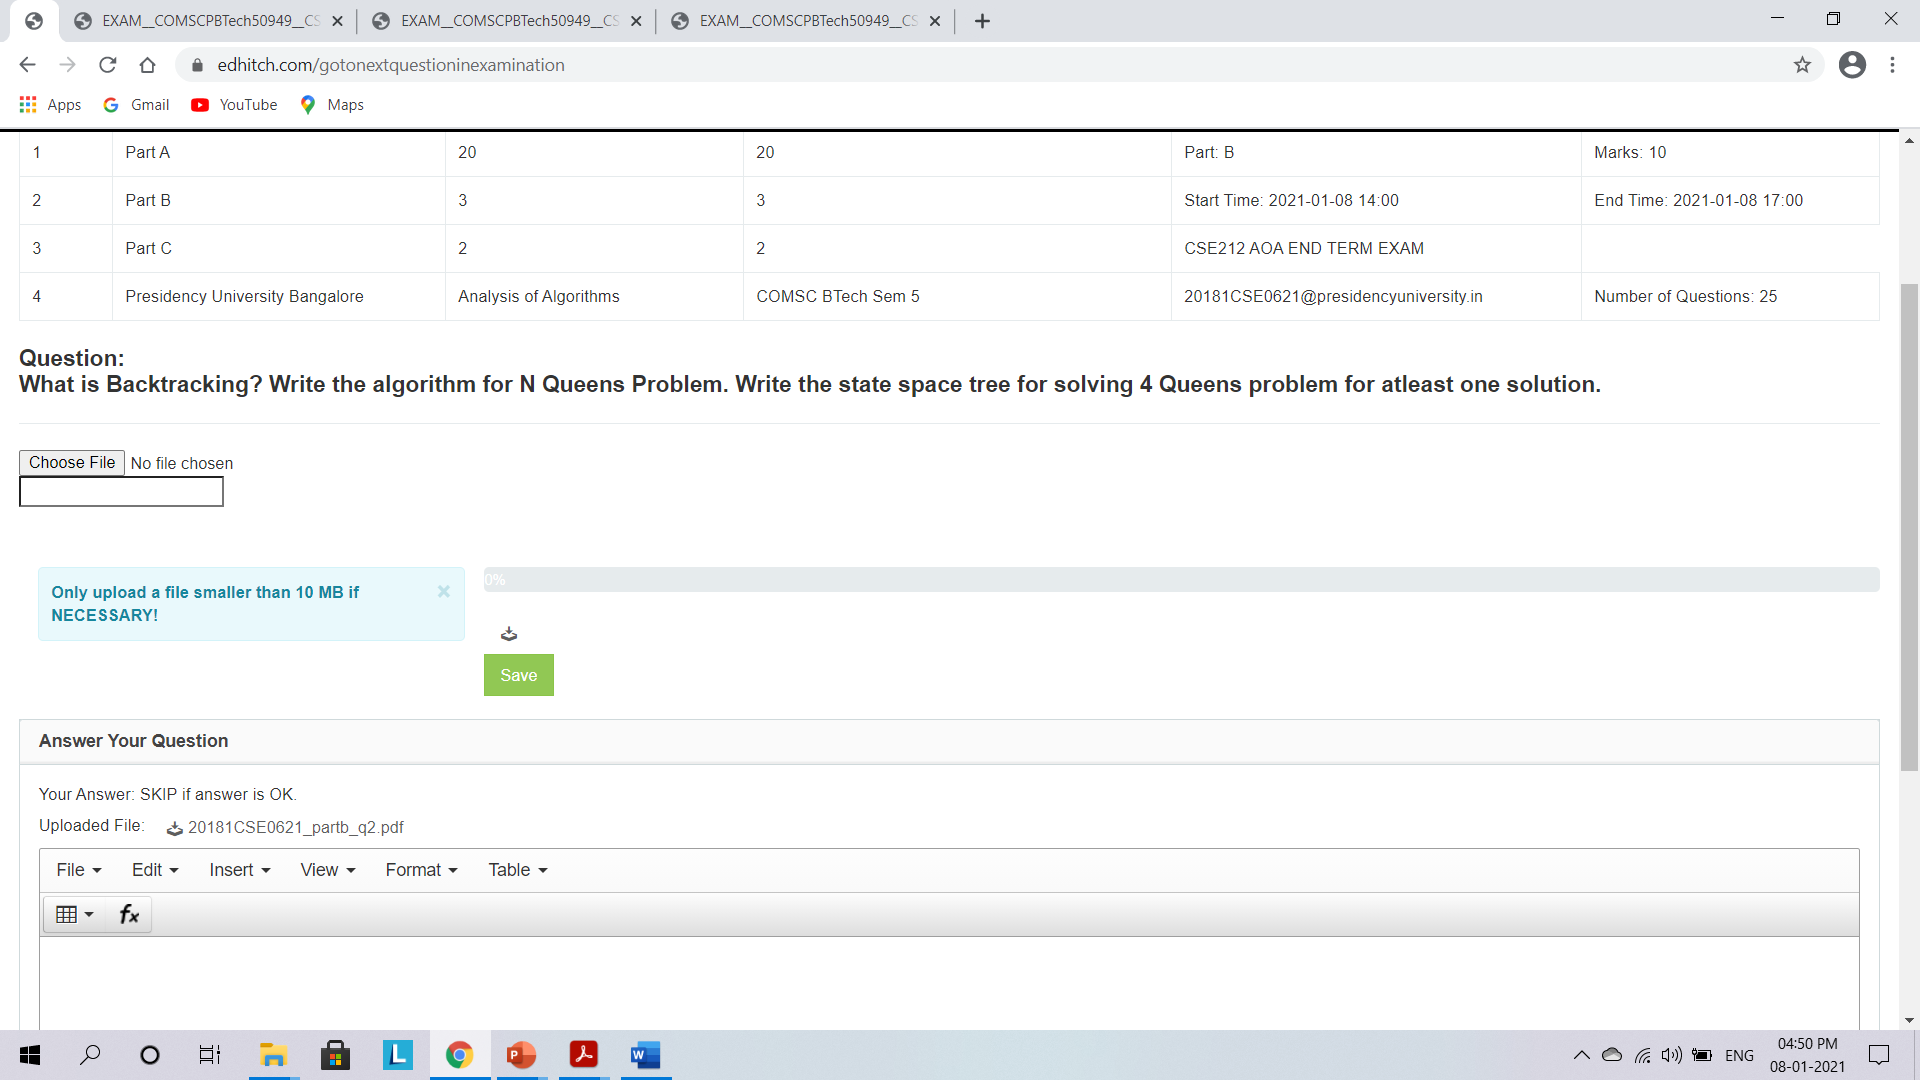 EXAM__COMSCPBTech50949__CS
EXAM__COMSCPBTech50949__CS
EXAM__COMSCPBTech50949__CS
edhitch.com/gotonextquestioninexamination
Apps Gmail YouTube Maps
1 Part A 20 20 Part: B Marks: 10
2 Part B 3 3 Start Time: 2021-01-08 14:00 End Time: 2021-01-08 17:00
3 Part C 2 2 CSE212 AOA END TERM EXAM
4 Presidency University Bangalore Analysis of Algorithms COMSC BTech Sem 5 20181CSE0621@presidencyuniversity.in Number of Questions: 25
Question:
What is Backtracking? Write the algorithm for N Queens Problem. Write the state space tree for solving 4 Queens problem for atleast one solution.
Choose File No file chosen
Only upload a file smaller than 10 MB if
NECESSARY!
×
0%
Save
Answer Your Question
Your Answer: SKIP if answer is OK.
Uploaded File: 20181CSE0621_partb_q2.pdf
File Edit Insert View Format Table
fx
L P W ENG
04:50 PM
08-01-2021